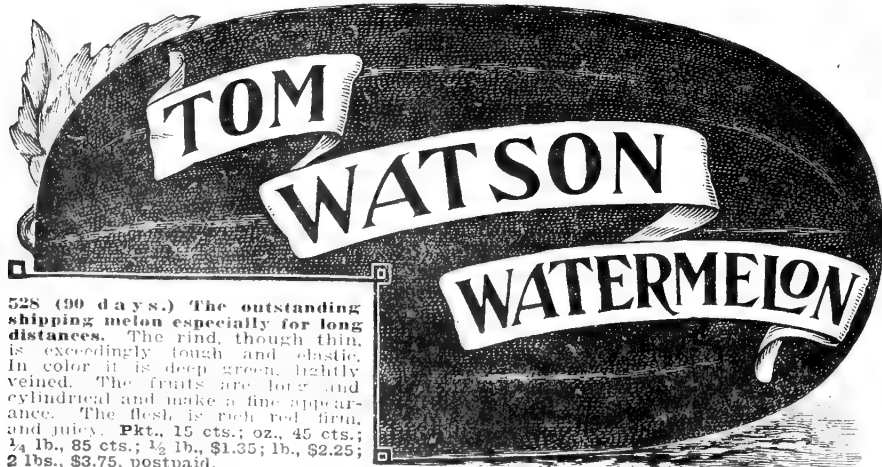 TOM
WATSON
WATERMELON
528 (90 days.) The outstanding
shipping melon especially for long
distances. The rind, though thin,
is exceedingly tough and elastic.
In color it is deep green, lightly
veined. The fruits are long and
cylindrical and make a fine appear-
ance. The flesh is rich red firm,
and juicy. Pkt., 15 cts.; oz., 45 cts.;
¼ lb., 85 cts.; ½ lb., $1.35; lb., $2.25;
2 lbs., $3.75, postpaid.